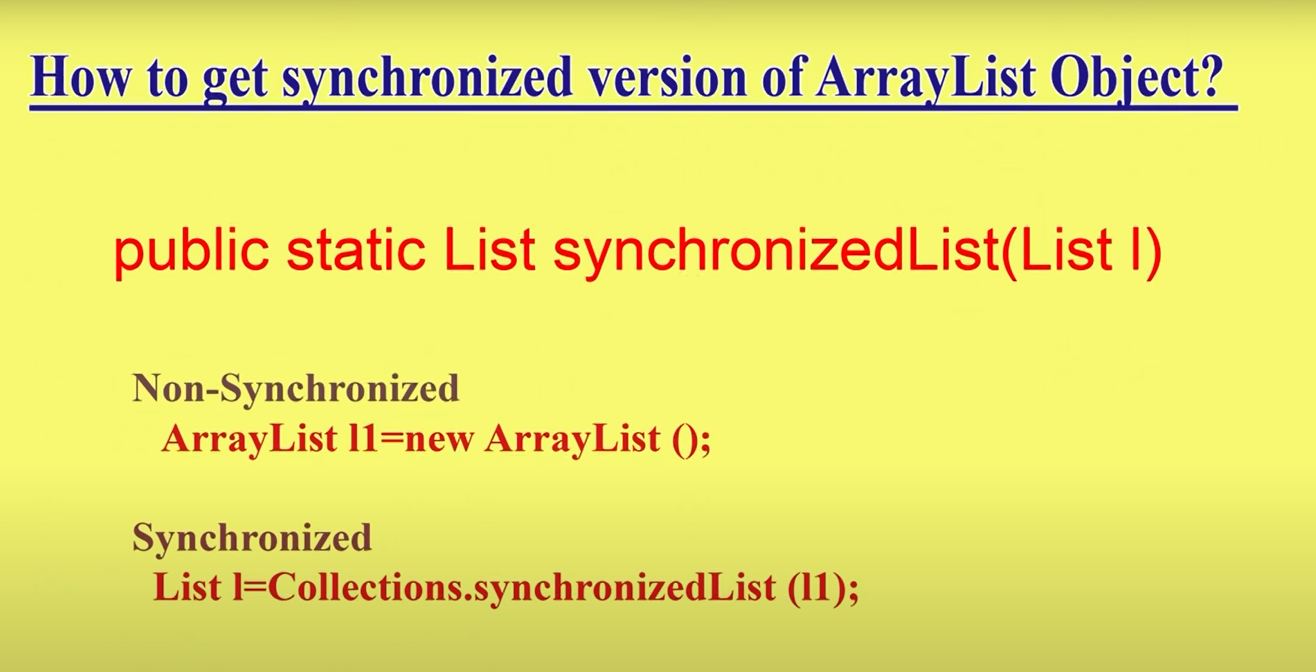 How to get synchronized version of ArrayList Object?
public static List synchronizedList(List l)
Non-Synchronized
ArrayList l1=new ArrayList ();
Synchronized
List l=Collections.synchronizedList (l1);